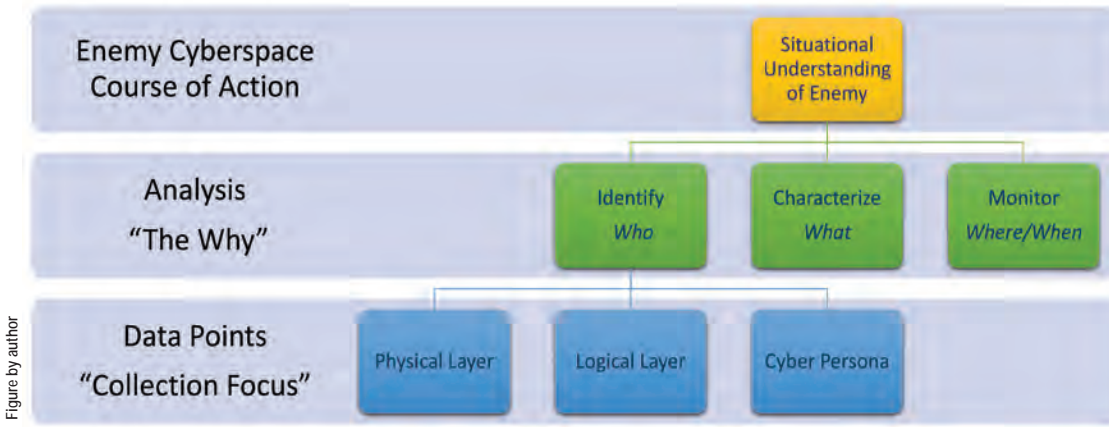 Enemy Cyberspace
Course of Action
Situational
Understanding
of Enemy
Analysis
“The Why”
Identify
Who
Characterize
What
Monitor
Where/When
Data Points
“Collection Focus”
Physical Layer
Logical Layer
Cyber Persona
Figure by author